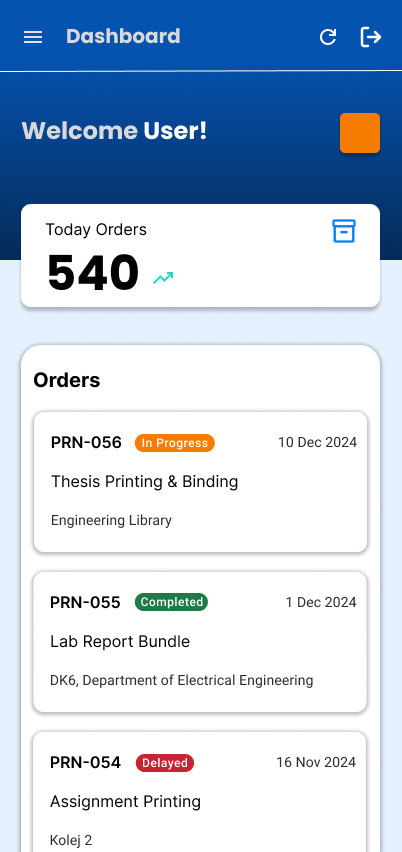 Dashboard
Welcome User!
Today Orders
540
Orders
PRN-056 In Progress 10 Dec 2024
Thesis Printing & Binding
Engineering Library
PRN-055 Completed 1 Dec 2024
Lab Report Bundle
DK6, Department of Electrical Engineering
PRN-054 Delayed 16 Nov 2024
Assignment Printing
Kolej 2